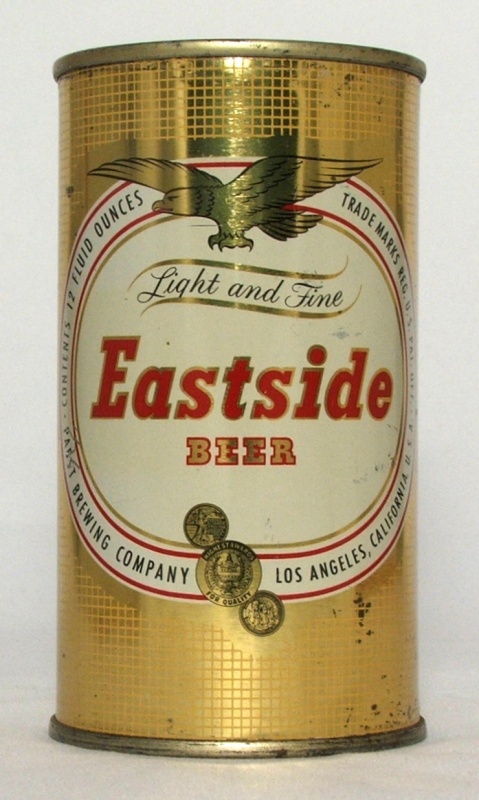 CONTENTS 12 FLUID OUNCES
TRADE MARKS REG. U.S. PAT. OFF.
Light and Fine
Eastside
BEER
PABST BREWING COMPANY
LOS ANGELES, CALIFORNIA
FOR QUALITY